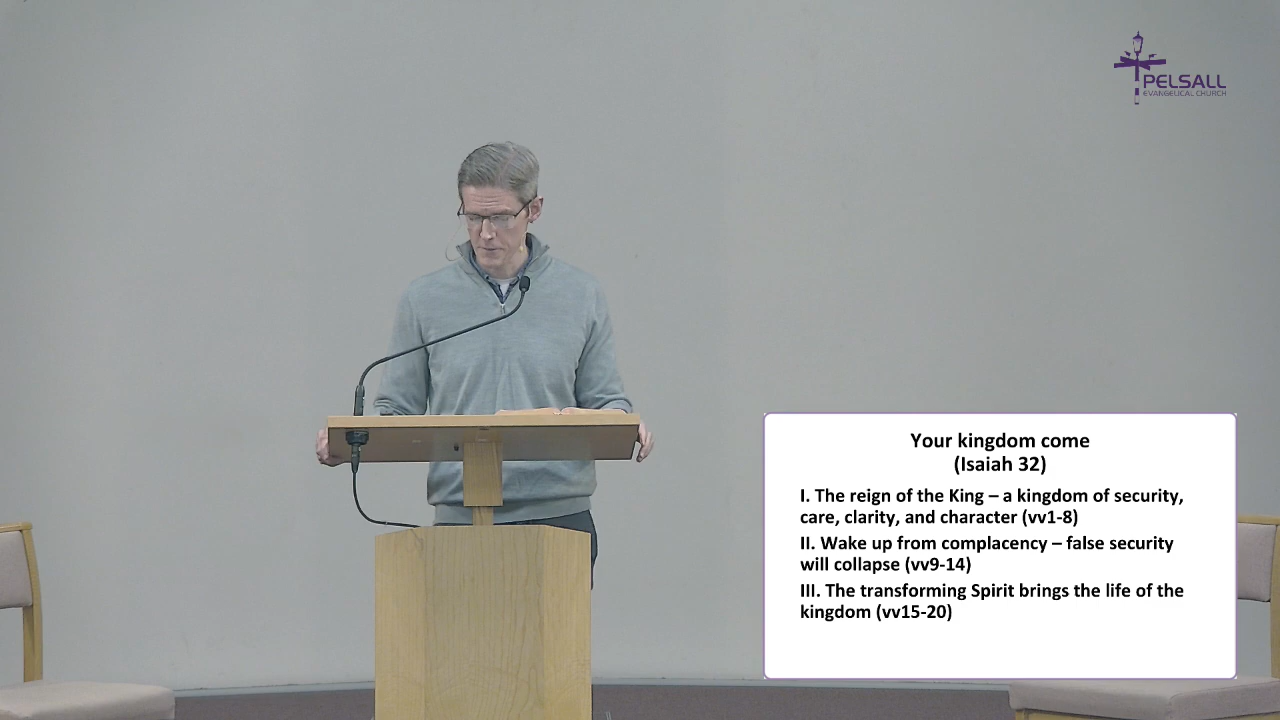 PELSALL
EVANGELICAL CHURCH
Your kingdom come
(Isaiah 32)
I. The reign of the King – a kingdom of security,
care, clarity, and character (vv1-8)
II. Wake up from complacency – false security
will collapse (vv9-14)
III. The transforming Spirit brings the life of the
kingdom (vv15-20)